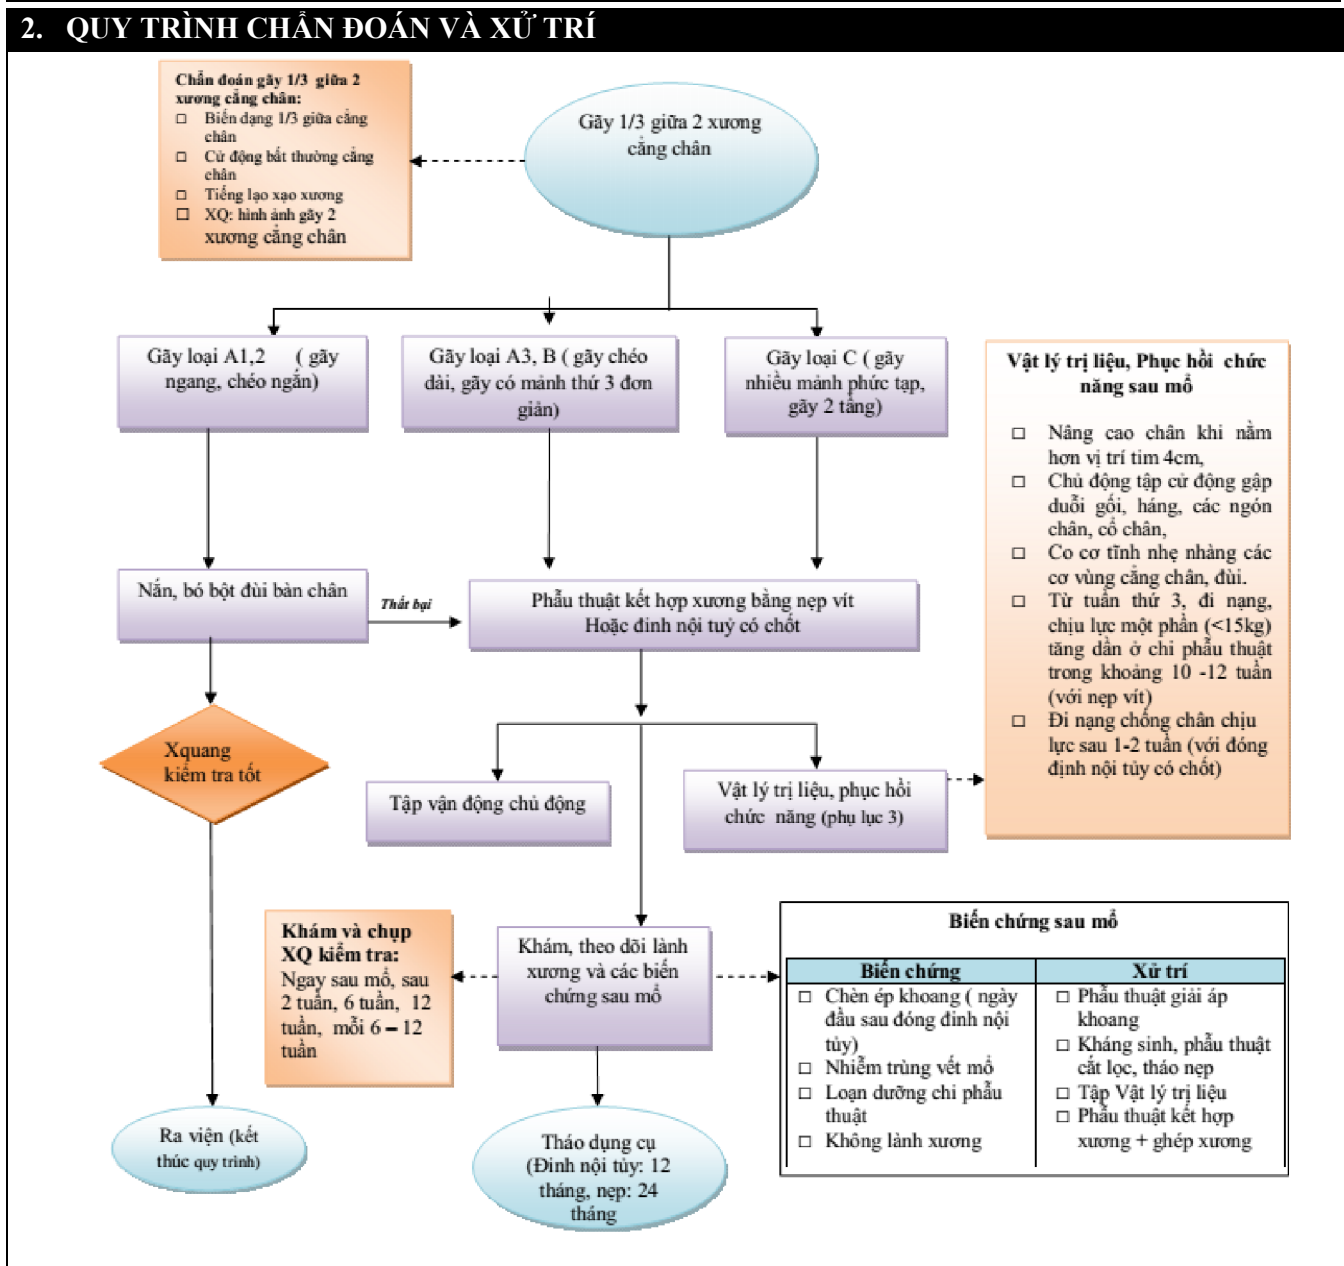 2. QUY TRÌNH CHẨN ĐOÁN VÀ XỬ TRÍ
Chẩn đoán gãy 1/3 giữa 2
xương cẳng chân:
□ Biến dạng 1/3 giữa cẳng
chân
□ Cử động bất thường cẳng
chân
□ Tiếng lạo xạo xương
□ XQ: hình ảnh gãy 2
xương cẳng chân
Gãy 1/3 giữa 2 xương
cẳng chân
Gãy loại A1,2 ( gãy
ngang, chéo ngắn)
Gãy loại A3, B ( gãy chéo
dài, gãy có mảnh thứ 3 đơn
giản)
Gãy loại C ( gãy
nhiều mảnh phức tạp,
gãy 2 tầng)
Vật lý trị liệu, Phục hồi chức
năng sau mổ
□ Nâng cao chân khi nằm
hơn vị trí tim 4cm,
□ Chủ động tập cử động gập
duỗi gối, háng, các ngón
chân, cổ chân,
□ Co cơ tĩnh nhẹ nhàng các
cơ vùng cẳng chân, đùi.
□ Từ tuần thứ 3, đi nạng,
chịu lực một phần (<15kg)
tăng dần ở chi phẫu thuật
trong khoảng 10 -12 tuần
(với nẹp vít)
□ Đi nạng chống chân chịu
lực sau 1-2 tuần (với đóng
định nội tủy có chốt)
Nắn, bó bột đùi bàn chân
Thất bại
Phẫu thuật kết hợp xương bằng nẹp vít
Hoặc đinh nội tuỷ có chốt
Xquang
kiểm tra tốt
Tập vận động chủ động
Vật lý trị liệu, phục hồi
chức năng (phụ lục 3)
Khám và chụp
XQ kiểm tra:
Ngay sau mổ, sau
2 tuần, 6 tuần, 12
tuần, mỗi 6 – 12
tuần
Khám, theo dõi lành
xương và các biến
chứng sau mổ
Biến chứng sau mổ
Biến chứng
□ Chèn ép khoang ( ngày
đầu sau đóng đinh nội
tủy)
□ Nhiễm trùng vết mổ
□ Loạn dưỡng chi phẫu
thuật
□ Không lành xương
Xử trí
□ Phẫu thuật giải áp
khoang
□ Kháng sinh, phẫu thuật
cắt lọc, tháo nẹp
□ Tập Vật lý trị liệu
□ Phẫu thuật kết hợp
xương + ghép xương
Ra viện (kết
thúc quy trình)
Tháo dụng cụ
(Đinh nội tủy: 12
tháng, nẹp: 24
tháng